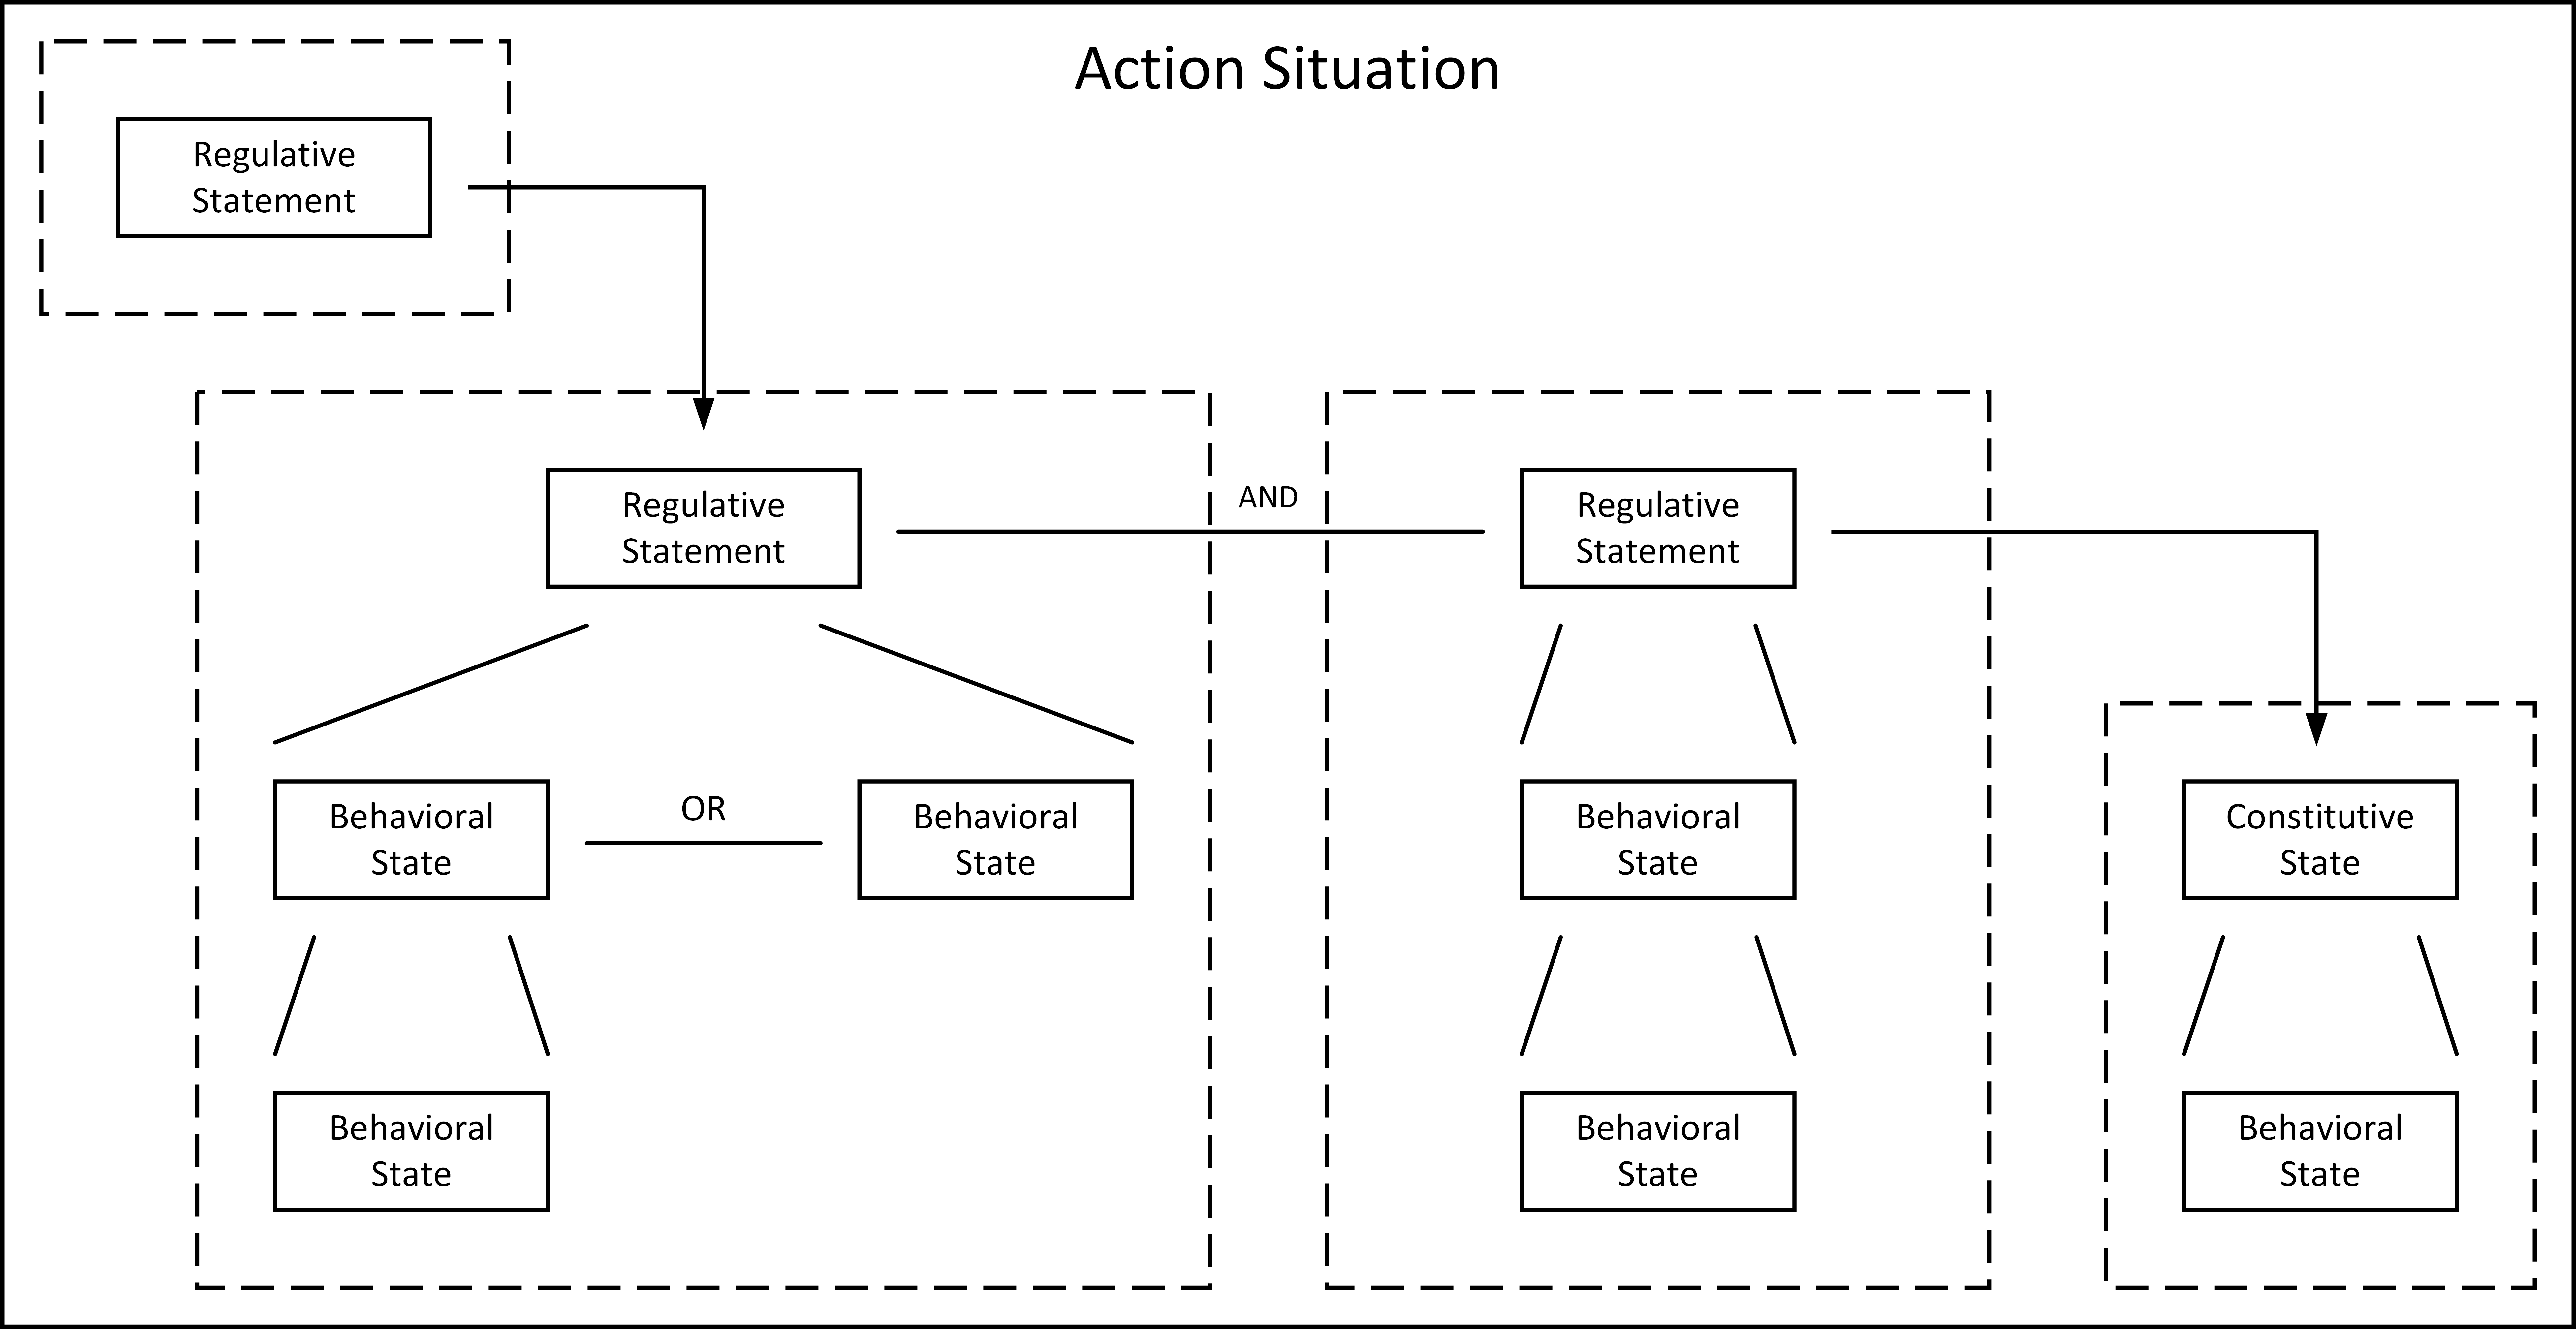 Action Situation
Regulative
Statement
Regulative
Statement
AND
Regulative
Statement
Behavioral
State
OR
Behavioral
State
Behavioral
State
Constitutive
State
Behavioral
State
Behavioral
State
Behavioral
State